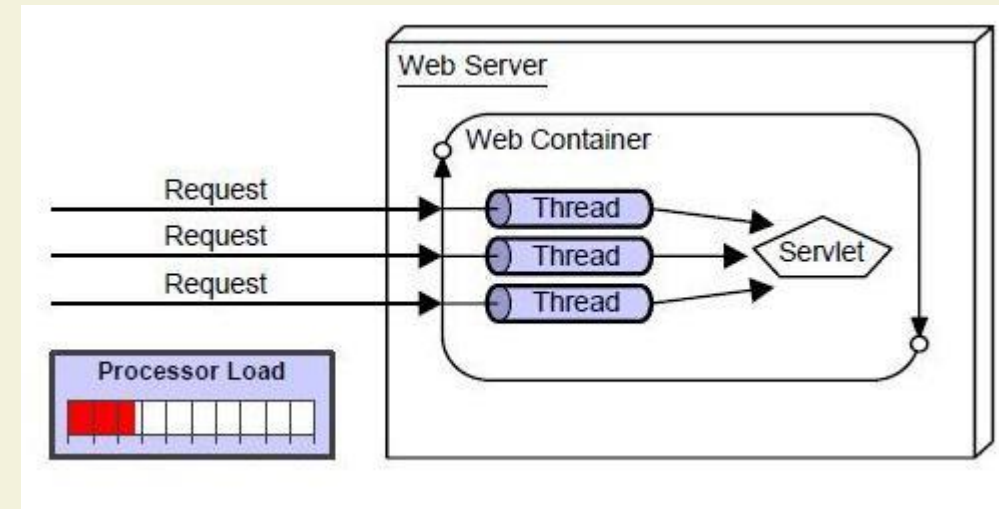 Web Server
Web Container
Request
Thread
Request
Thread
Servlet
Request
Thread
Processor Load